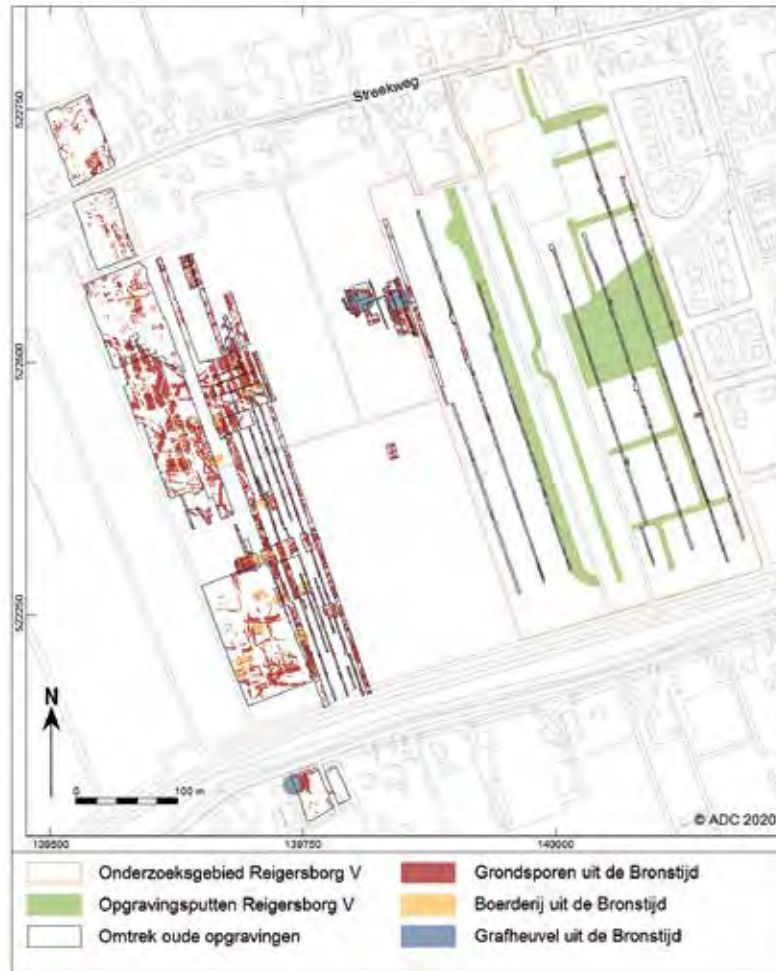 Streekweg
522750
522500
522250
N
0 100 m
139500 139750 140000
© ADC 2020
Onderzoeksgebied Reigersborg V
Opgravingsputten Reigersborg V
Omtrek oude opgravingen
Grondsporen uit de Bronstijd
Boerderij uit de Bronstijd
Grafheuvel uit de Bronstijd